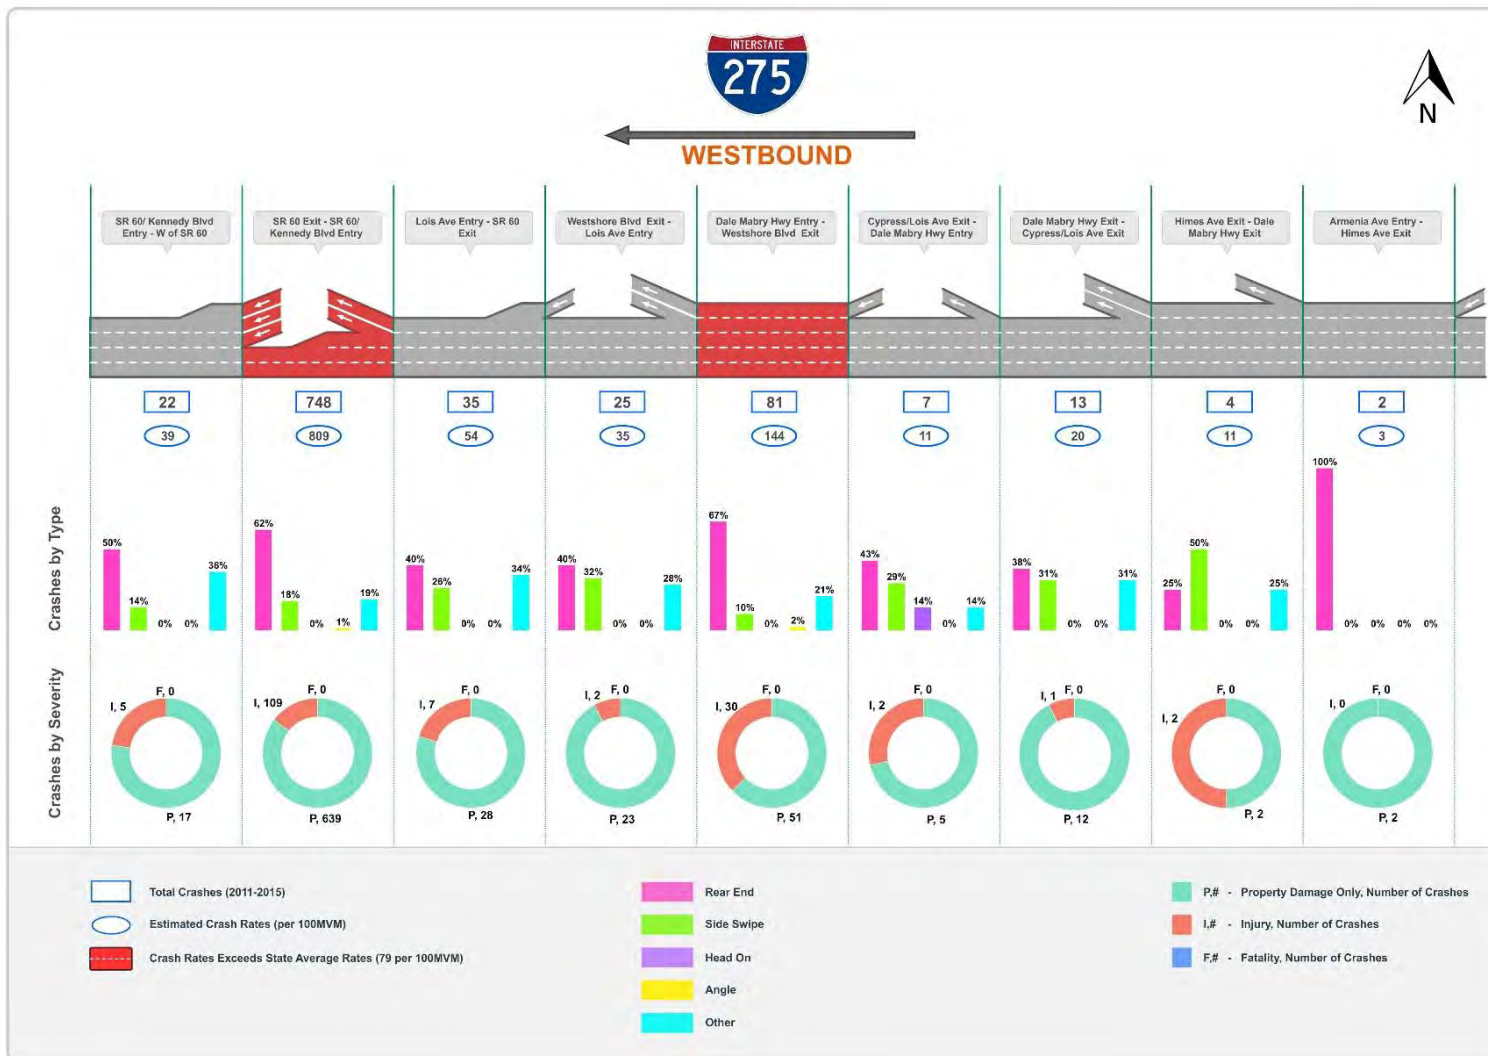 INTERSTATE
275
N
WESTBOUND
SR 60/ Kennedy Blvd
Entry - W of SR 60
SR 60 Exit - SR 60/
Kennedy Blvd Entry
Lois Ave Entry - SR 60
Exit
Westshore Blvd  Exit -
Lois Ave Entry
Dale Mabry Hwy Entry -
Westshore Blvd  Exit
Cypress/Lois Ave Exit -
Dale Mabry Hwy Entry
Dale Mabry Hwy Exit -
Cypress/Lois Ave Exit
Himes Ave Exit - Dale
Mabry Hwy Exit
Armenia Ave Entry -
Himes Ave Exit
22 748 35 25 81 7 13 4 2
39 809 54 35 144 11 20 11 3
Crashes by Type
50% 14% 0% 0% 36%
62% 18% 0% 1% 19%
40% 26% 0% 0% 34%
40% 32% 0% 0% 28%
67% 10% 0% 2% 21%
43% 29% 14% 0% 14%
38% 31% 0% 0% 31%
25% 50% 0% 0% 25%
100% 0% 0% 0% 0%
Crashes by Severity
F, 0
I, 5
P, 17
F, 0
I, 109
P, 639
F, 0
I, 7
P, 28
F, 0
I, 2
P, 23
F, 0
I, 30
P, 51
F, 0
I, 2
P, 5
F, 0
I, 1
P, 12
F, 0
I, 2
P, 2
F, 0
I, 0
P, 2
Total Crashes (2011-2015)
Estimated Crash Rates (per 100MVM)
Crash Rates Exceeds State Average Rates (79 per 100MVM)
Rear End
Side Swipe
Head On
Angle
Other
P,# - Property Damage Only, Number of Crashes
I,# - Injury, Number of Crashes
F,# - Fatality, Number of Crashes